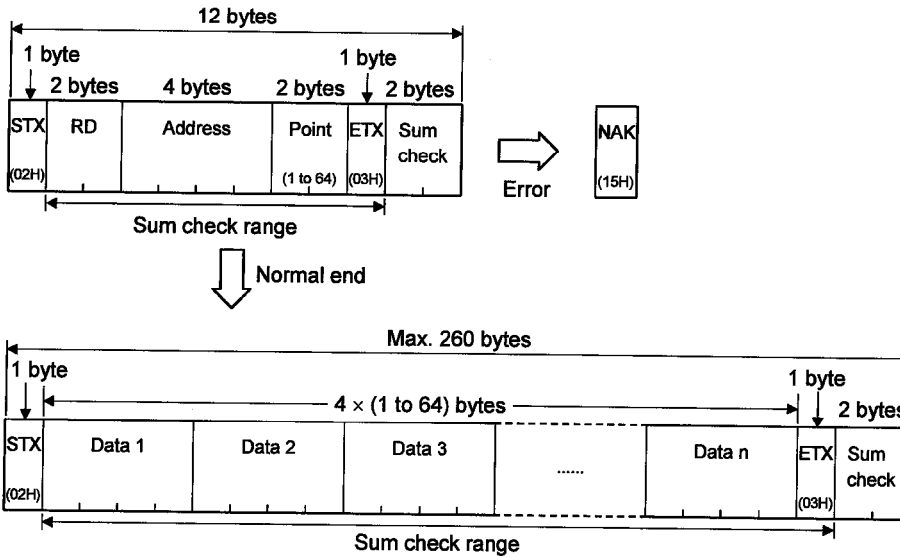 12 bytes
1 byte
1 byte
2 bytes
4 bytes
2 bytes
2 bytes
STX
RD
Address
Point
ETX
Sum
check
(02H)
(1 to 64)
(03H)
Error
NAK
(15H)
Sum check range
Normal end
Max. 260 bytes
1 byte
4 × (1 to 64) bytes
1 byte
2 bytes
STX
Data 1
Data 2
Data 3
......
Data n
ETX
Sum
check
(02H)
(03H)
Sum check range